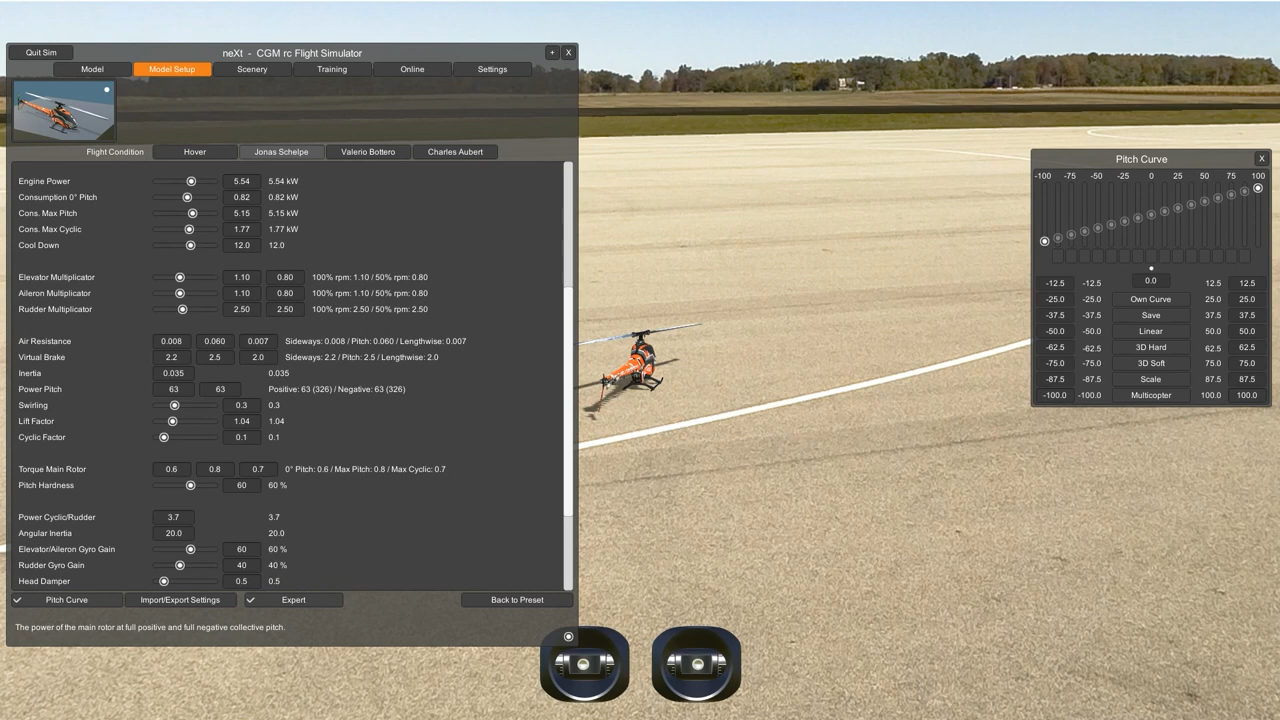 Quit Sim neXt - CGM rc Flight Simulator + X
Model Model Setup Scenery Training Online Settings
Flight Condition Hover Jonas Schelpe Valerio Bottero Charles Aubert
Engine Power 5.54 5.54 kW
Consumption 0° Pitch 0.82 0.82 kW
Cons. Max Pitch 5.15 5.15 kW
Cons. Max Cyclic 1.77 1.77 kW
Cool Down 12.0 12.0
Elevator Multiplicator 1.10 0.80 100% rpm: 1.10 / 50% rpm: 0.80
Aileron Multiplicator 1.10 0.80 100% rpm: 1.10 / 50% rpm: 0.80
Rudder Multiplicator 2.50 2.50 100% rpm: 2.50 / 50% rpm: 2.50
Air Resistance 0.008 0.060 0.007 Sideways: 0.008 / Pitch: 0.060 / Lengthwise: 0.007
Virtual Brake 2.2 2.5 2.0 Sideways: 2.2 / Pitch: 2.5 / Lengthwise: 2.0
Inertia 0.035 0.035
Power Pitch 63 63 Positive: 63 (326) / Negative: 63 (326)
Swirling 0.3 0.3
Lift Factor 1.04 1.04
Cyclic Factor 0.1 0.1
Torque Main Rotor 0.6 0.8 0.7 0° Pitch: 0.6 / Max Pitch: 0.8 / Max Cyclic: 0.7
Pitch Hardness 60 60 %
Power Cyclic/Rudder 3.7 3.7
Angular Inertia 20.0 20.0
Elevator/Aileron Gyro Gain 60 60 %
Rudder Gyro Gain 40 40 %
Head Damper 0.5 0.5
Pitch Curve Import/Export Settings Expert Back to Preset
The power of the main rotor at full positive and full negative collective pitch.
Pitch Curve X
-100 -75 -50 -25 0 25 50 75 100
0.0
-12.5 -12.5 12.5 12.5
-25.0 -25.0 Own Curve 25.0 25.0
-37.5 -37.5 Save 37.5 37.5
-50.0 -50.0 Linear 50.0 50.0
-62.5 -62.5 3D Hard 62.5 62.5
-75.0 -75.0 3D Soft 75.0 75.0
-87.5 -87.5 Scale 87.5 87.5
-100.0 -100.0 Multicopter 100.0 100.0